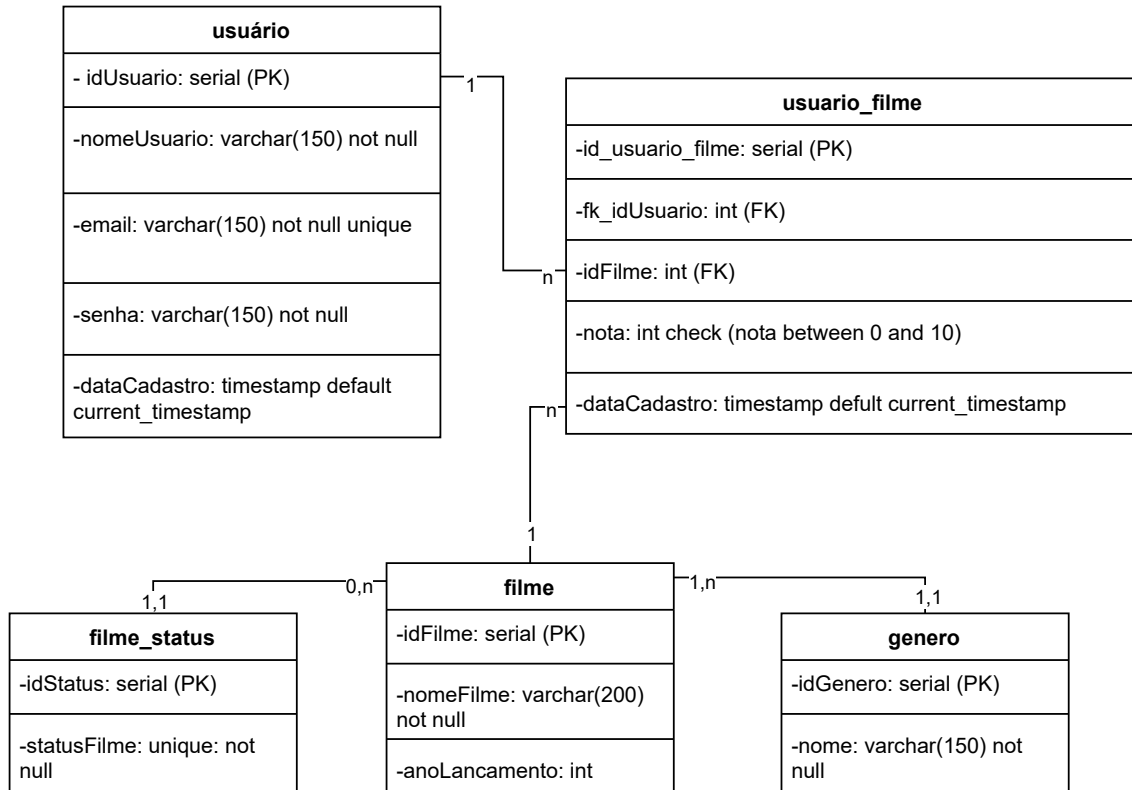 usuário
- idUsuario: serial (PK)
-nomeUsuario: varchar(150) not null
-email: varchar(150) not null unique
-senha: varchar(150) not null
-dataCadastro: timestamp default
current_timestamp
1
n
usuario_filme
-id_usuario_filme: serial (PK)
-fk_idUsuario: int (FK)
-idFilme: int (FK)
-nota: int check (nota between 0 and 10)
-dataCadastro: timestamp defult current_timestamp
n
1
0,n
1,1
1,n
1,1
filme_status
-idStatus: serial (PK)
-statusFilme: unique: not
null
filme
-idFilme: serial (PK)
-nomeFilme: varchar(200)
not null
-anoLancamento: int
genero
-idGenero: serial (PK)
-nome: varchar(150) not
null